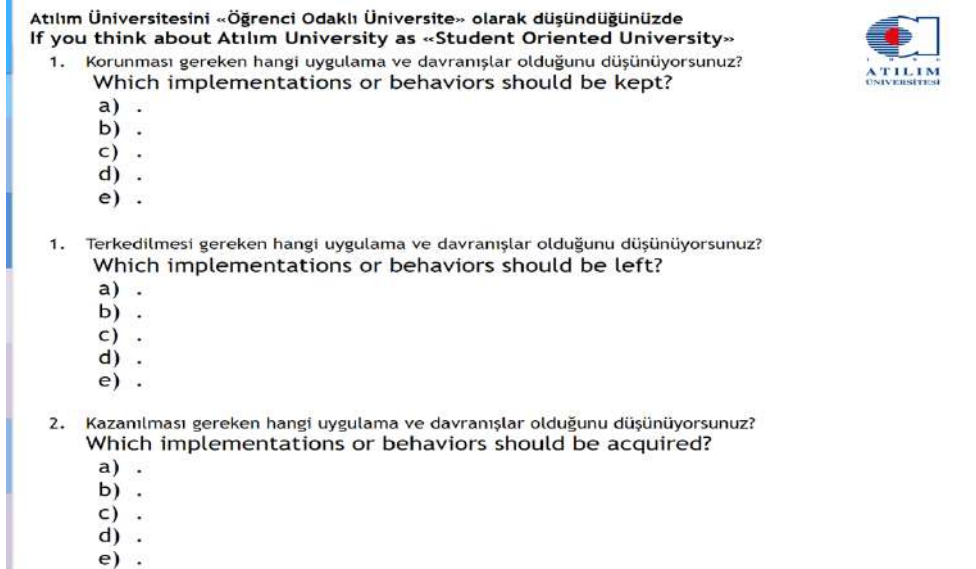 Atılım Üniversitesini «Öğrenci Odaklı Üniversite» olarak düşündüğünüzde
If you think about Atılım University as «Student Oriented University»
1. Korunması gereken hangi uygulama ve davranışlar olduğunu düşünüyorsunuz?
Which implementations or behaviors should be kept?
a) .
b) .
c) .
d) .
e) .
1. Terkedilmesi gereken hangi uygulama ve davranışlar olduğunu düşünüyorsunuz?
Which implementations or behaviors should be left?
a) .
b) .
c) .
d) .
e) .
2. Kazanılması gereken hangi uygulama ve davranışlar olduğunu düşünüyorsunuz?
Which implementations or behaviors should be acquired?
a) .
b) .
c) .
d) .
e) .
ATILIM
ÜNİVERSİTESİ